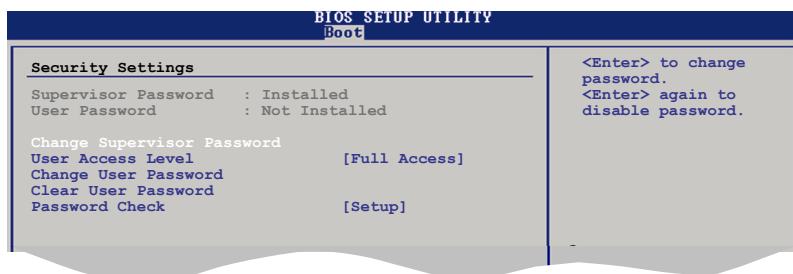 BIOS SETUP UTILITY
Boot
Security Settings
Supervisor Password : Installed
User Password : Not Installed
Change Supervisor Password
User Access Level [Full Access]
Change User Password
Clear User Password
Password Check [Setup]
<Enter> to change
password.
<Enter> again to
disable password.